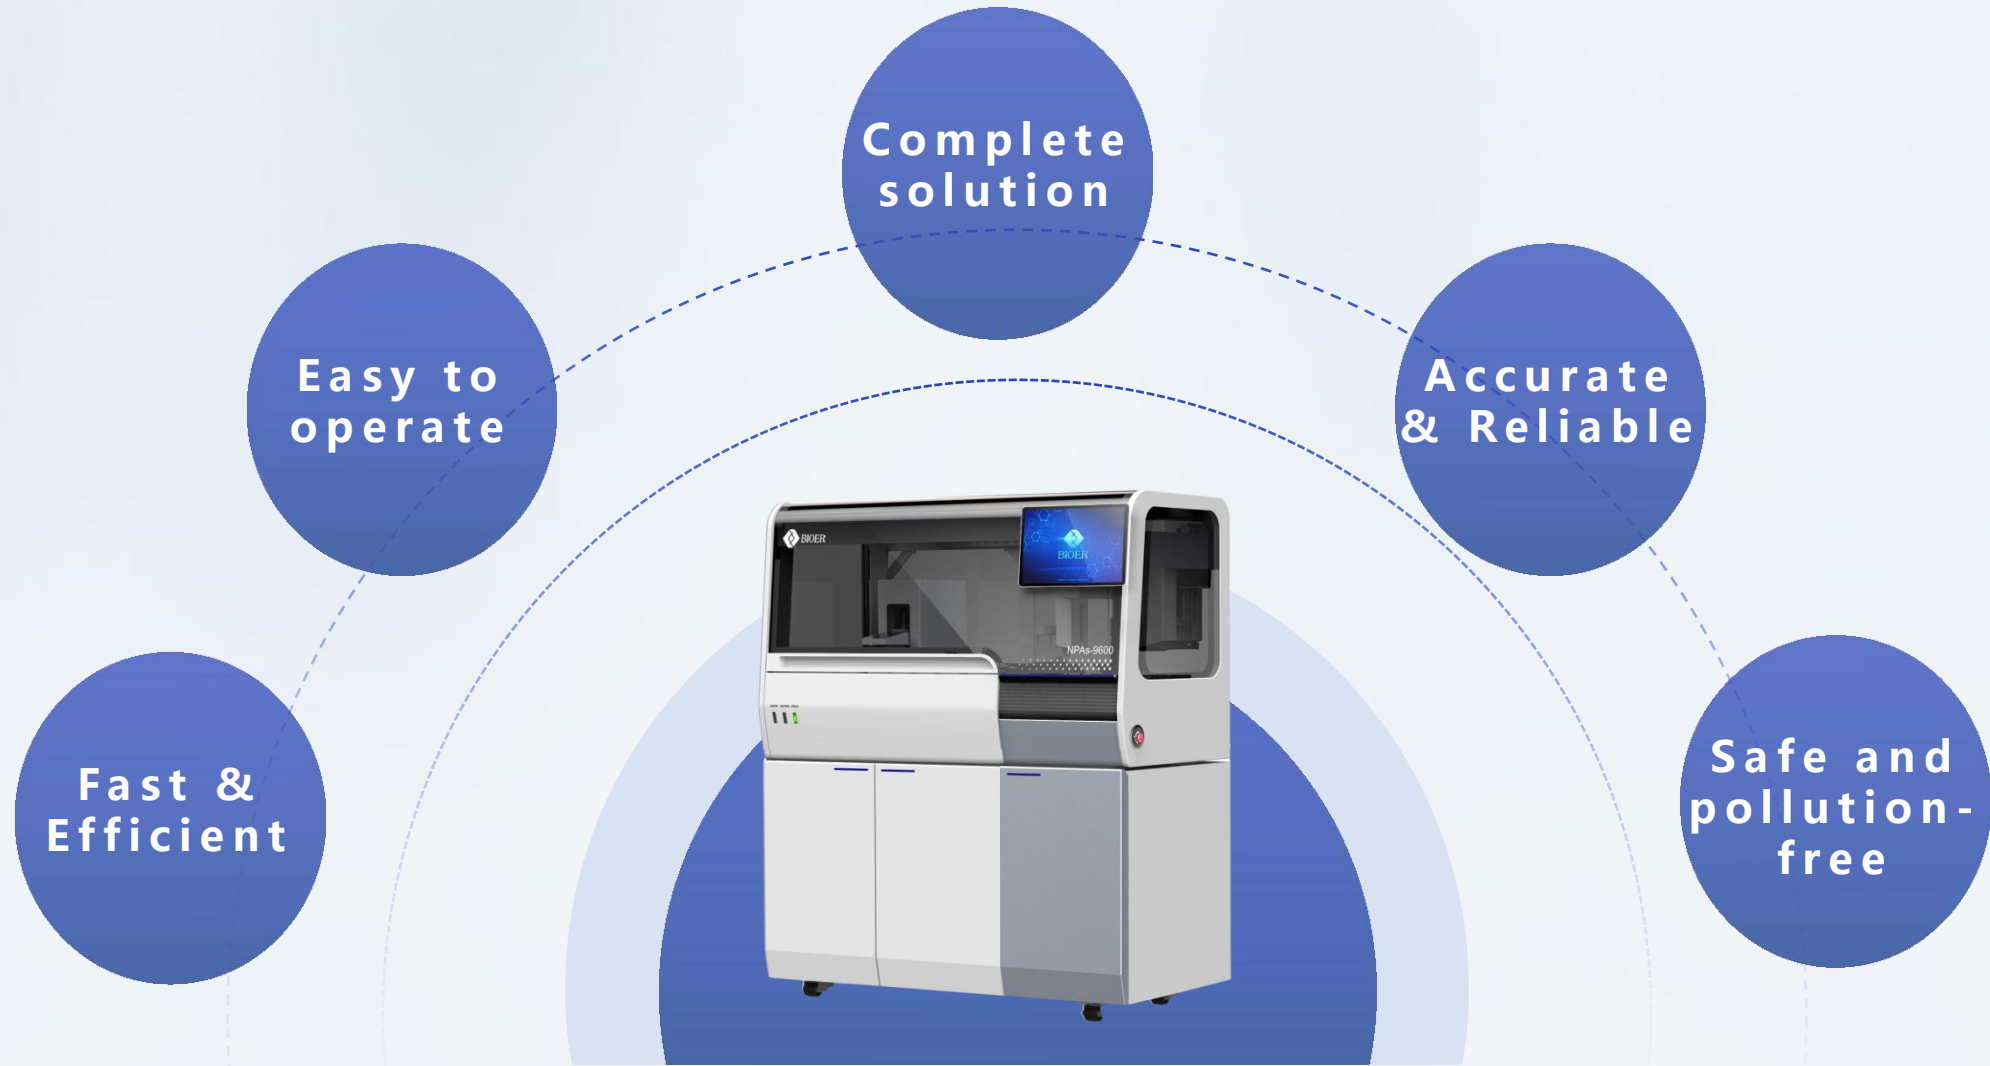 Complete
solution
Easy to
operate
Accurate
& Reliable
Fast &
Efficient
Safe and
pollution-
free
BIOER
BIOER
NPAs-9600